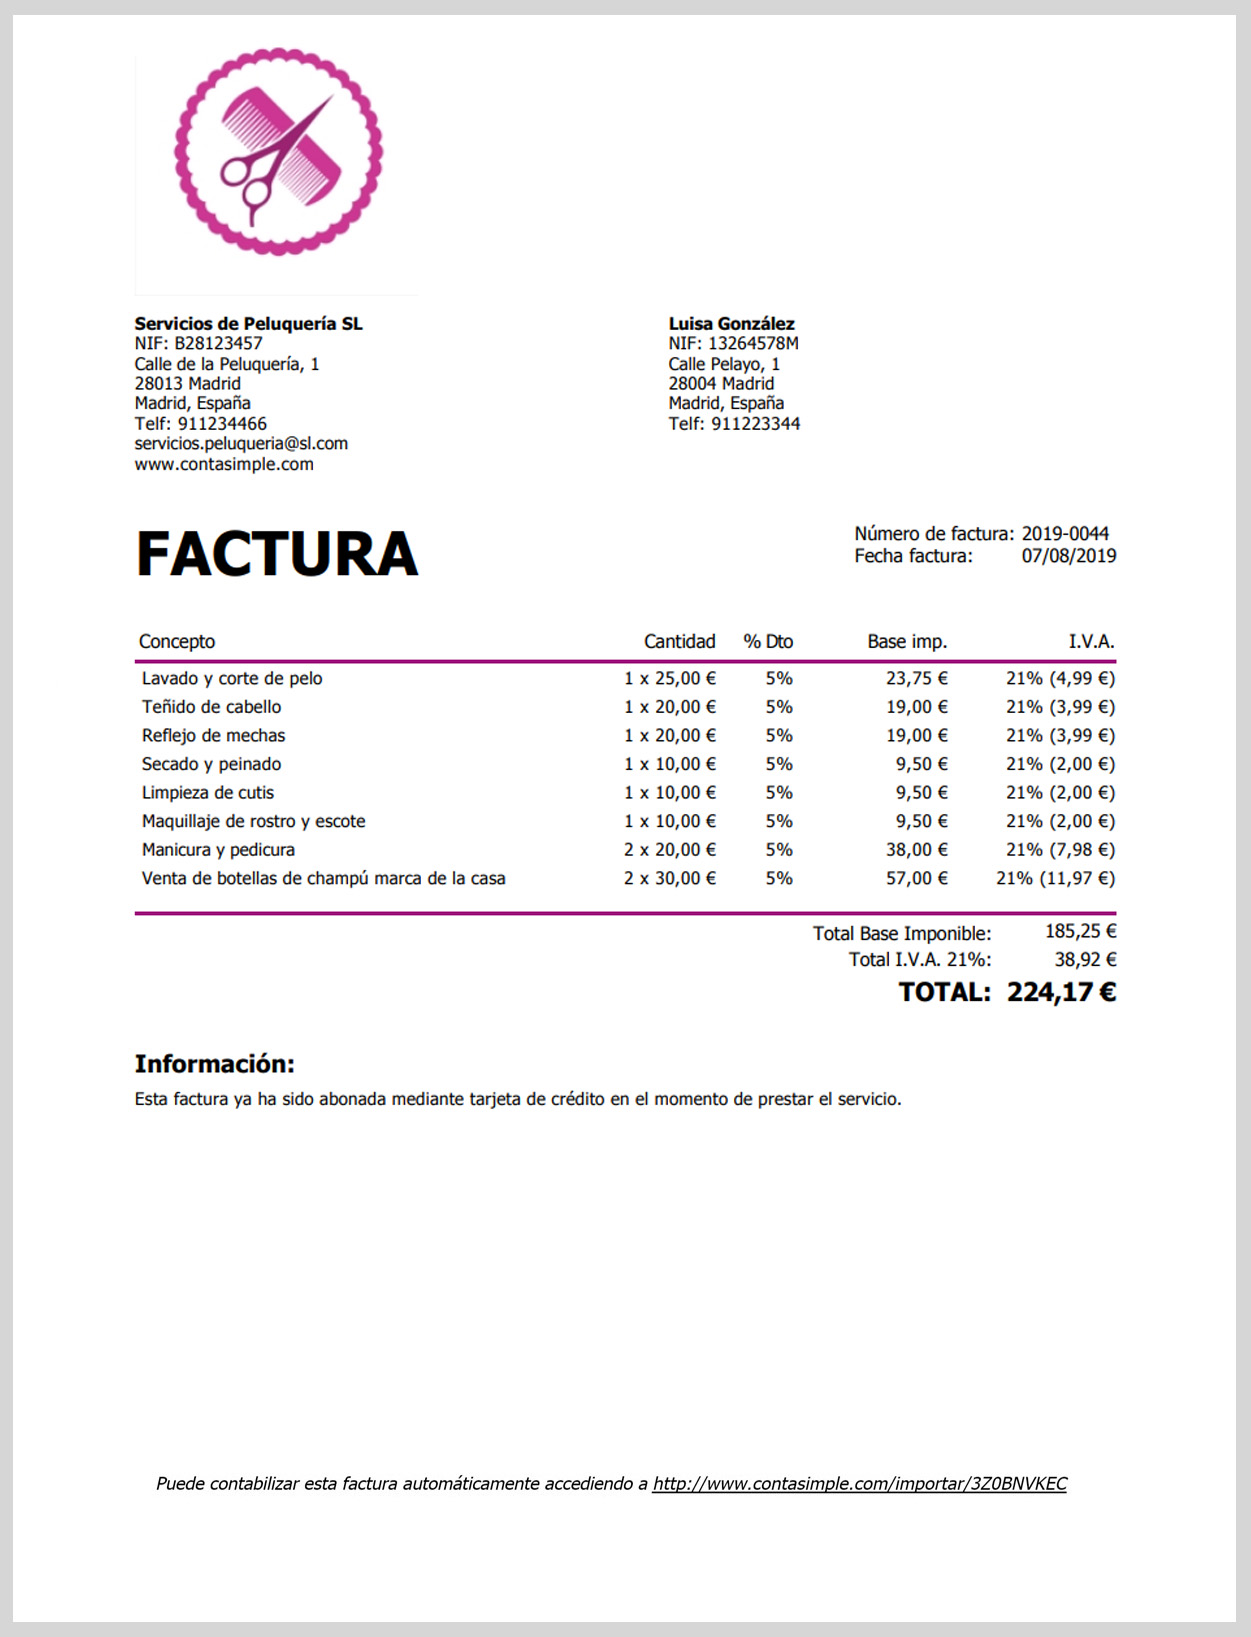 Servicios de Peluquería SL
NIF: B28123457
Calle de la Peluquería, 1
28013 Madrid
Madrid, España
Telf: 911234466
servicios.peluqueria@sl.com
www.contasimple.com
Luisa González
NIF: 13264578M
Calle Pelayo, 1
28004 Madrid
Madrid, España
Telf: 911223344
FACTURA
Número de factura: 2019-0044
Fecha factura: 07/08/2019
Concepto Cantidad % Dto Base imp. I.V.A.
Lavado y corte de pelo 1 x 25,00 € 5% 23,75 € 21% (4,99 €)
Teñido de cabello 1 x 20,00 € 5% 19,00 € 21% (3,99 €)
Reflejo de mechas 1 x 20,00 € 5% 19,00 € 21% (3,99 €)
Secado y peinado 1 x 10,00 € 5% 9,50 € 21% (2,00 €)
Limpieza de cutis 1 x 10,00 € 5% 9,50 € 21% (2,00 €)
Maquillaje de rostro y escote 1 x 10,00 € 5% 9,50 € 21% (2,00 €)
Manicura y pedicura 2 x 20,00 € 5% 38,00 € 21% (7,98 €)
Venta de botellas de champú marca de la casa 2 x 30,00 € 5% 57,00 € 21% (11,97 €)
Total Base Imponible: 185,25 €
Total I.V.A. 21%: 38,92 €
TOTAL: 224,17 €
Información:
Esta factura ya ha sido abonada mediante tarjeta de crédito en el momento de prestar el servicio.
Puede contabilizar esta factura automáticamente accediendo a http://www.contasimple.com/importar/3Z0BNVKEC